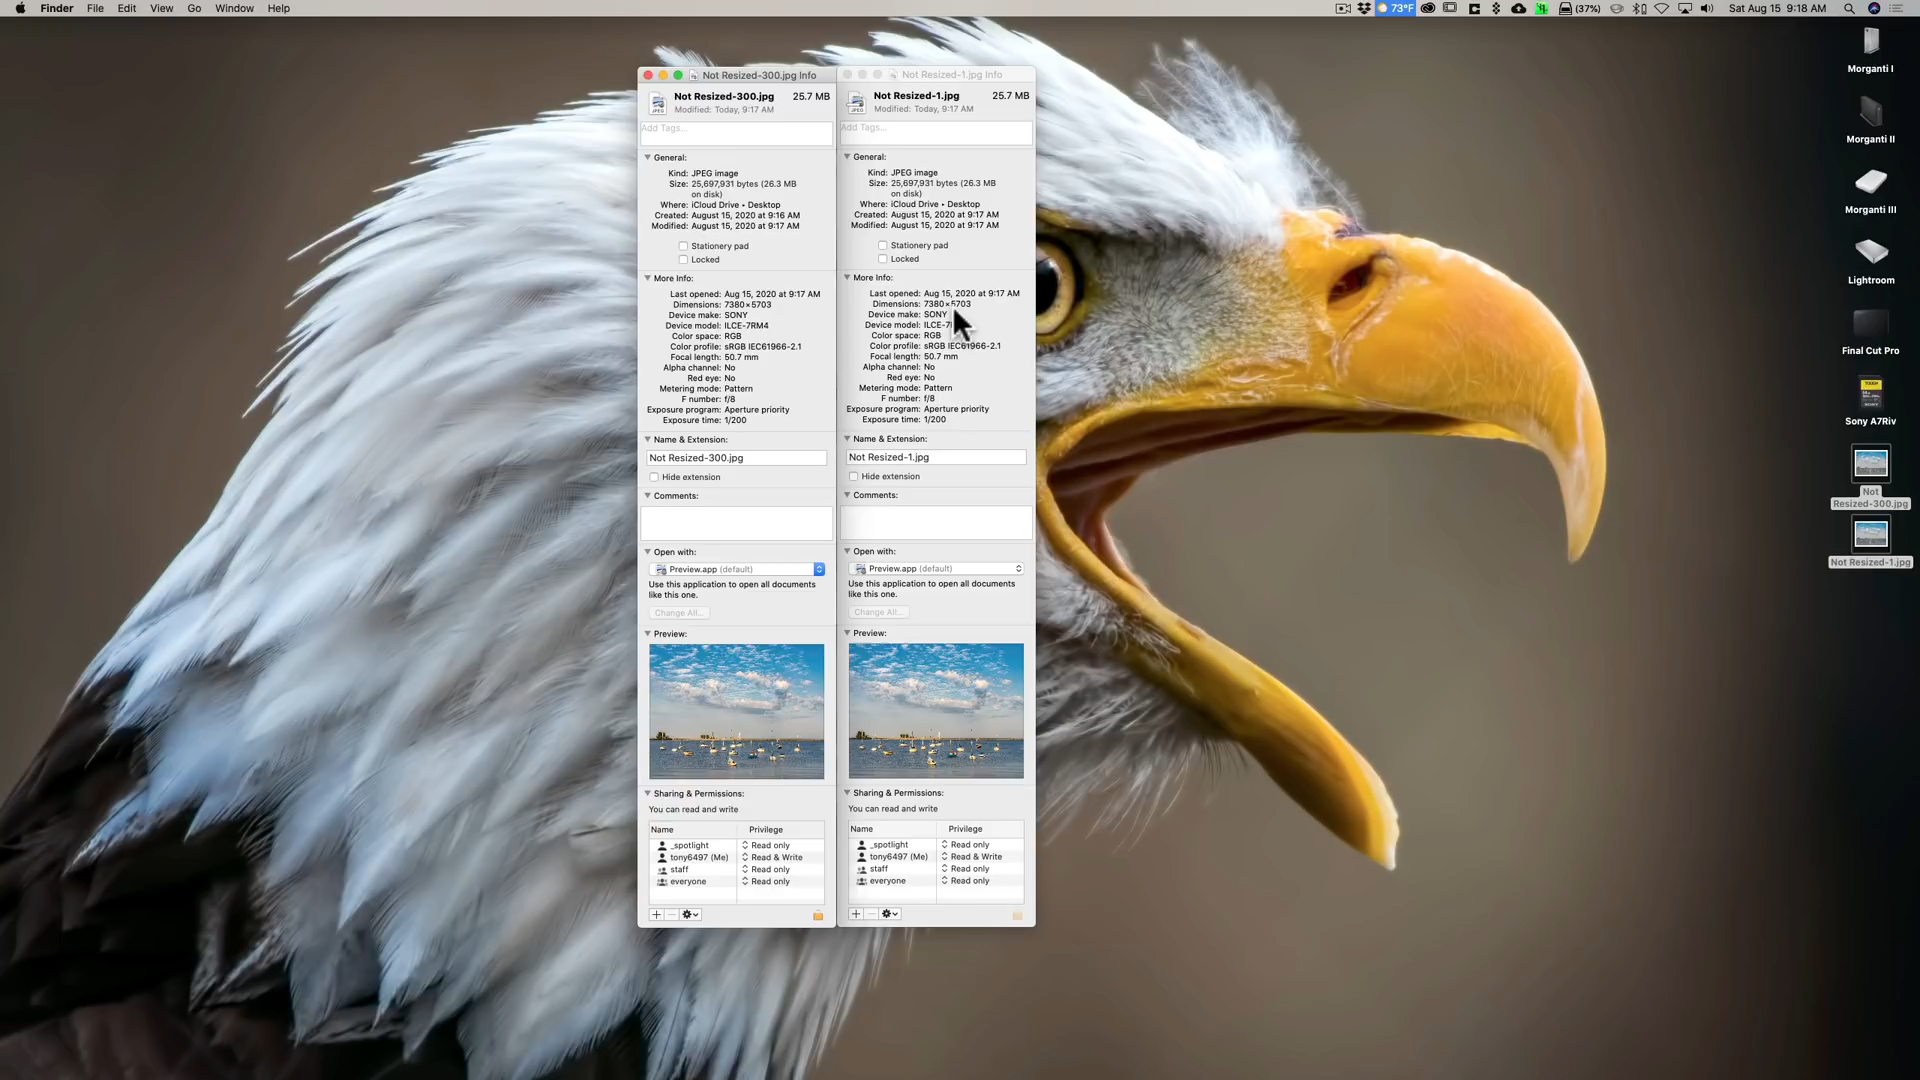 Finder File Edit View Go Window Help
73°F
(37%)
Sat Aug 15 9:18 AM
Not Resized-300.jpg Info
Not Resized-300.jpg 25.7 MB
Modified: Today, 9:17 AM
Add Tags...
General:
Kind: JPEG image
Size: 25,697,931 bytes (26.3 MB
on disk)
Where: iCloud Drive ▸ Desktop
Created: August 15, 2020 at 9:16 AM
Modified: August 15, 2020 at 9:17 AM
Stationery pad
Locked
More Info:
Last opened: Aug 15, 2020 at 9:17 AM
Dimensions: 7380×5703
Device make: SONY
Device model: ILCE-7RM4
Color space: RGB
Color profile: sRGB IEC61966-2.1
Focal length: 50.7 mm
Alpha channel: No
Red eye: No
Metering mode: Pattern
F number: f/8
Exposure program: Aperture priority
Exposure time: 1/200
Name & Extension:
Not Resized-300.jpg
Hide extension
Comments:
Open with:
Preview.app (default)
Use this application to open all documents
like this one.
Change All...
Preview:
Sharing & Permissions:
You can read and write
Name Privilege
_spotlight Read only
tony6497 (Me) Read & Write
staff Read only
everyone Read only
Not Resized-1.jpg Info
Not Resized-1.jpg 25.7 MB
Modified: Today, 9:17 AM
Add Tags...
General:
Kind: JPEG image
Size: 25,697,931 bytes (26.3 MB
on disk)
Where: iCloud Drive ▸ Desktop
Created: August 15, 2020 at 9:17 AM
Modified: August 15, 2020 at 9:17 AM
Stationery pad
Locked
More Info:
Last opened: Aug 15, 2020 at 9:17 AM
Dimensions: 7380×5703
Device make: SONY
Device model:
Color space: RGB
Color profile: sRGB IEC61966-2.1
Focal length: 50.7 mm
Alpha channel: No
Red eye: No
Metering mode: Pattern
F number: f/8
Exposure program: Aperture priority
Exposure time: 1/200
Name & Extension:
Not Resized-1.jpg
Hide extension
Comments:
Open with:
Preview.app (default)
Use this application to open all documents
like this one.
Change All...
Preview:
Sharing & Permissions:
You can read and write
Name Privilege
_spotlight Read only
tony6497 (Me) Read & Write
staff Read only
everyone Read only
Morganti I
Morganti II
Morganti III
Lightroom
Final Cut Pro
Sony A7Riv
Not
Resized-300.jpg
Not Resized-1.jpg